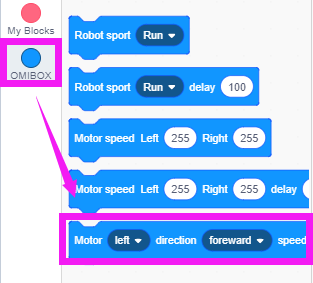 My Blocks
OMIBOX
Robot sport Run
Robot sport Run delay 100
Motor speed Left 255 Right 255
Motor speed Left 255 Right 255 delay
Motor left direction foreward speed